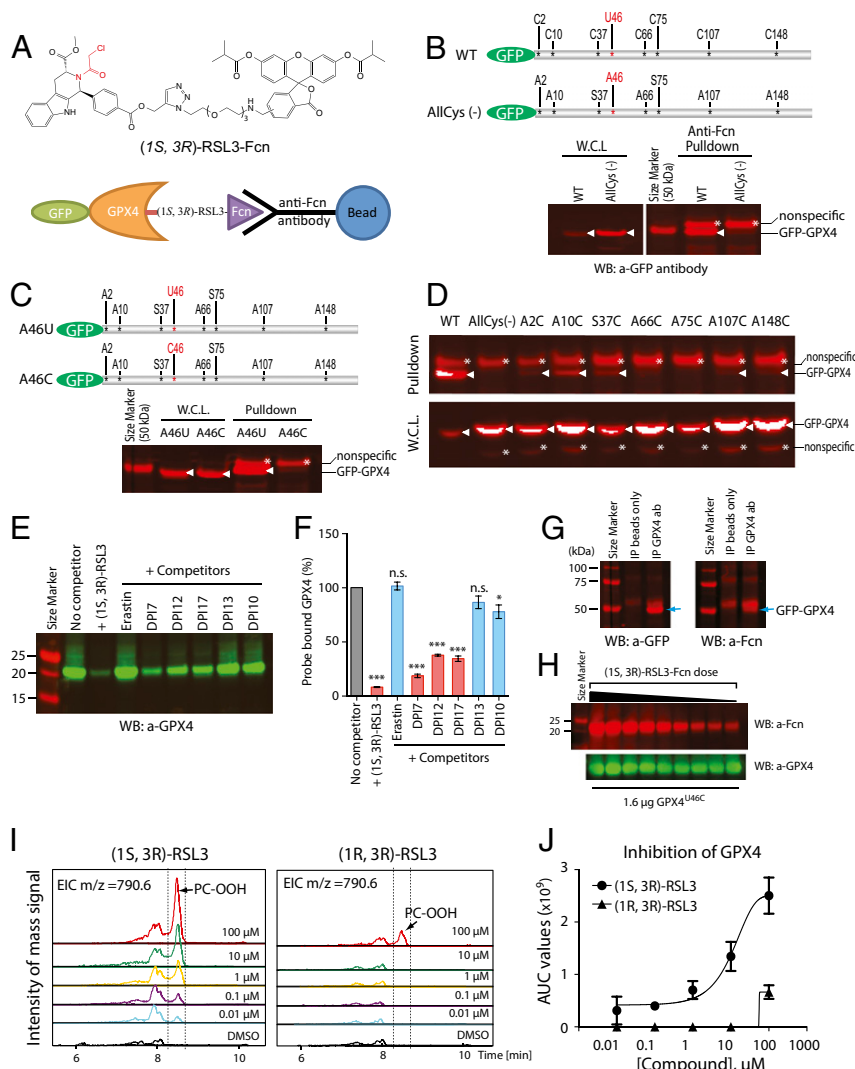 A
O
O
Cl
O
N
N
H
O
O
N=N
N
O
3
HN
O
O
O
O
O
O
O
(1S, 3R)-RSL3-Fcn
GFP
GPX4
(1S, 3R)-RSL3-
Fcn
anti-Fcn
antibody
Bead
B
U46
C2 C10 C37 C66 C75 C107 C148
WT GFP
A46
A2 A10 S37 A66 S75 A107 A148
AllCys (-) GFP
W.C.L
Size Marker (50 kDa)
Anti-Fcn Pulldown
WT AllCys (-) WT AllCys (-)
nonspecific
GFP-GPX4
WB: a-GFP antibody
C
U46
A2 A10 S37 S75 A66 A107 A148
A46U GFP
C46
A2 A10 S37 S75 A66 A107 A148
A46C GFP
Size Marker (50 kDa)
W.C.L. Pulldown
A46U A46C A46U A46C
nonspecific
GFP-GPX4
D
WT AllCys(-) A2C A10C S37C A66C A75C A107C A148C
Pulldown
nonspecific
GFP-GPX4
W.C.L.
GFP-GPX4
nonspecific
E
Size Marker
No competitor
+ (1S, 3R)-RSL3
+ Competitors
Erastin
DPI7
DPI12
DPI17
DPI13
DPI10
25
20
15
WB: a-GPX4
F
Probe bound GPX4 (%)
100
50
0
n.s.
n.s.
*
***
***
***
***
No competitor
+ (1S, 3R)-RSL3
Erastin
DPI7
DPI12
DPI17
DPI13
DPI10
+ Competitors
G
Size Marker
IP beads only
IP GPX4 ab
Size Marker
IP beads only
IP GPX4 ab
(kDa)
100
75
50
GFP-GPX4
WB: a-GFP
WB: a-Fcn
H
Size Marker
(1S, 3R)-RSL3-Fcn dose
25
20
WB: a-Fcn
WB: a-GPX4
1.6 µg GPX4U46C
I
(1S, 3R)-RSL3
(1R, 3R)-RSL3
Intensity of mass signal
EIC m/z =790.6
PC-OOH
100 µM
10 µM
1 µM
0.1 µM
0.01 µM
DMSO
6 8 10
EIC m/z =790.6
PC-OOH
100 µM
10 µM
1 µM
0.1 µM
0.01 µM
DMSO
6 8 10
Time [min]
J
Inhibition of GPX4
(1S, 3R)-RSL3
(1R, 3R)-RSL3
AUC values (x10⁹)
3
2
1
0
0.01 0.1 1 10 100 1000
[Compound], µM